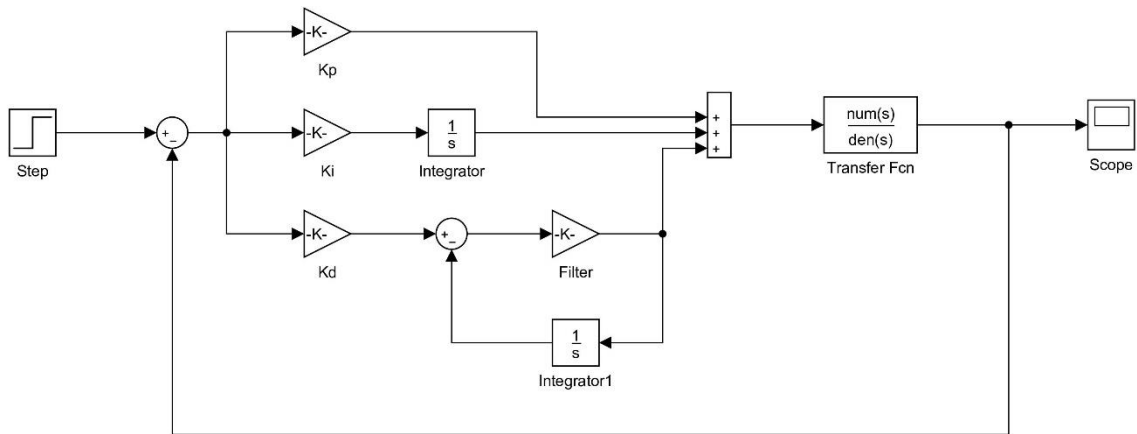 -K-
Kp
Step
+
−
-K-
Ki
1
s
Integrator
+
+
+
num(s)
den(s)
Transfer Fcn
Scope
-K-
Kd
+
−
-K-
Filter
1
s
Integrator1